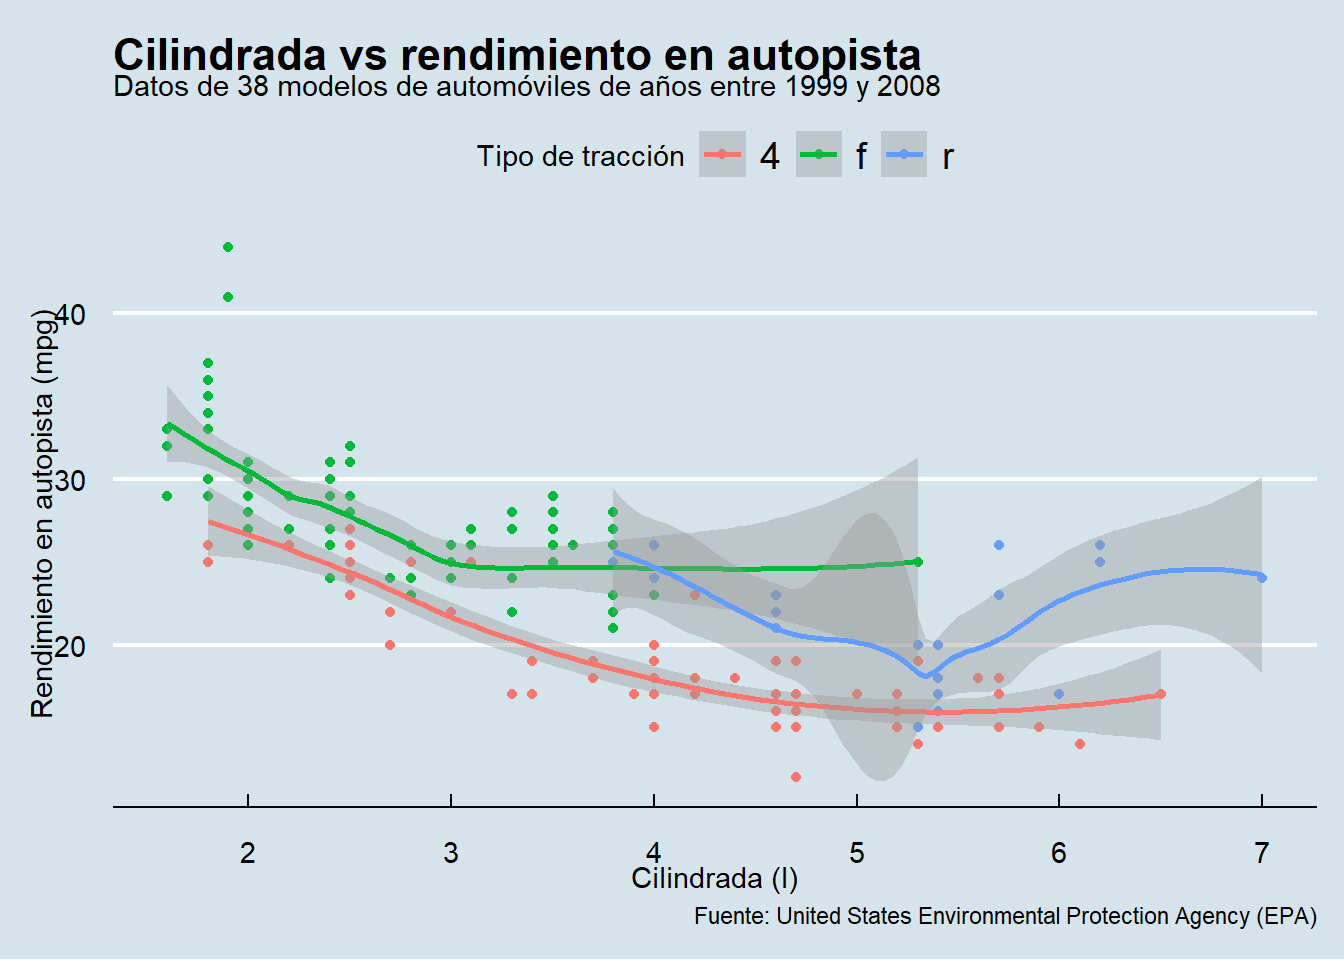 Cilindrada vs rendimiento en autopista
Datos de 38 modelos de automóviles de años entre 1999 y 2008
Tipo de tracción 4 f r
Rendimiento en autopista (mpg)
40
30
20
2 3 4 5 6 7
Cilindrada (l)
Fuente: United States Environmental Protection Agency (EPA)